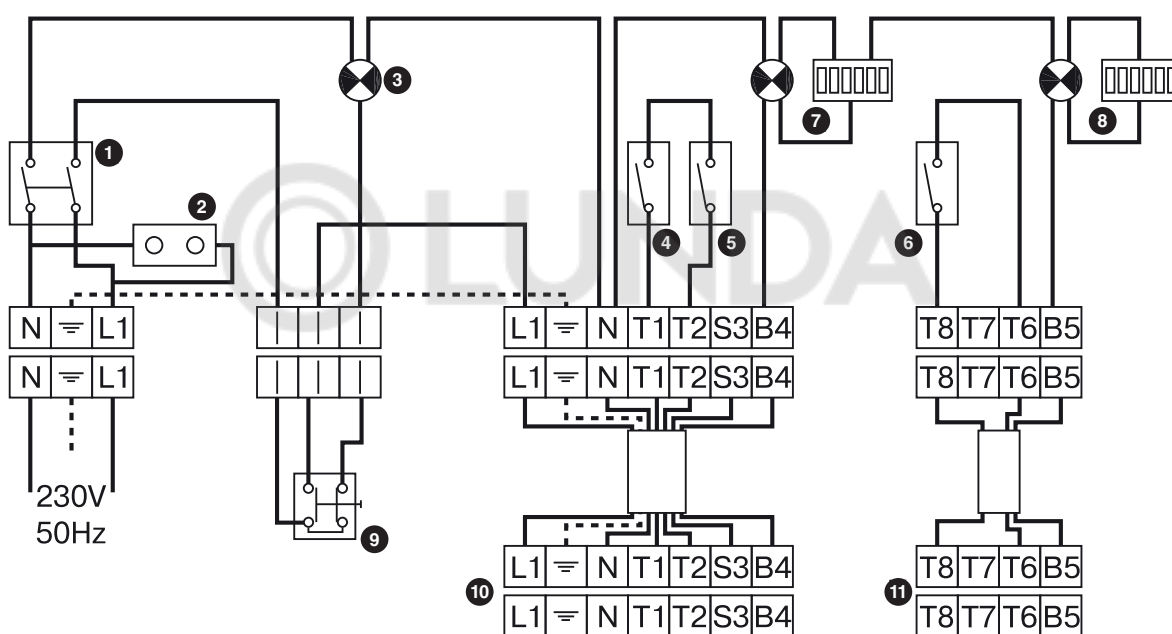 3
7
8
1
2
4
5
6
LUNDA
N L1
L1 N T1 T2 S3 B4
T8 T7 T6 B5
N L1
L1 N T1 T2 S3 B4
T8 T7 T6 B5
230V
50Hz
9
10
L1 N T1 T2 S3 B4
11
T8 T7 T6 B5
L1 N T1 T2 S3 B4
T8 T7 T6 B5